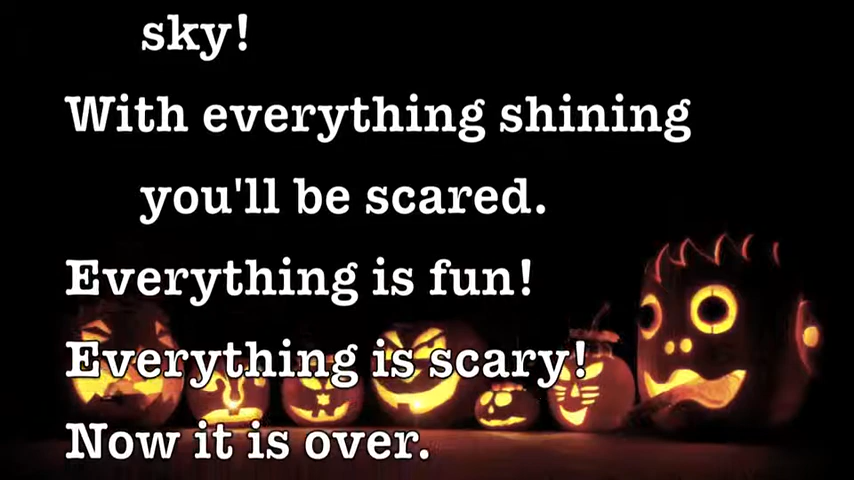 sky!
With everything shining
you'll be scared.
Everything is fun!
Everything is scary!
Now it is over.